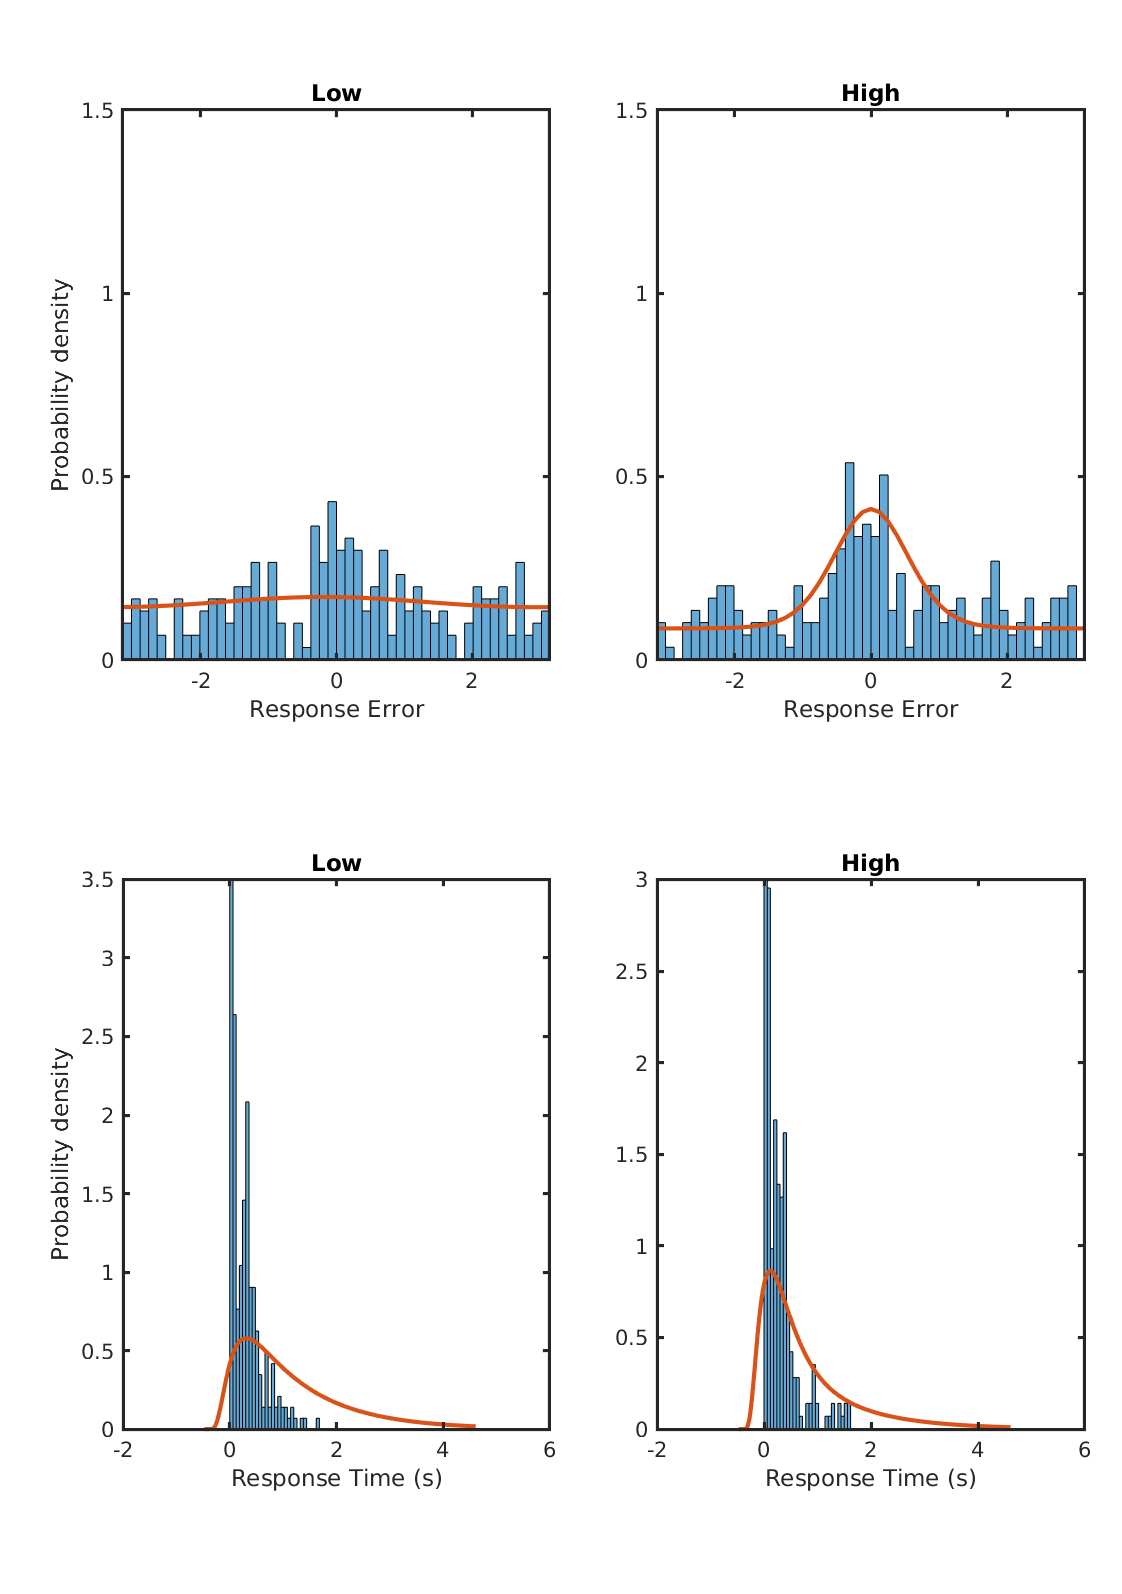 Low High
1.5 1.5
1 1
0.5 0.5
0 0
-2 0 2 -2 0 2
Response Error Response Error
Probability density
Low High
3.5 3
3 2.5
2.5 2
2 1.5
1.5 1
1 0.5
0.5 0
0
-2 0 2 4 6 -2 0 2 4 6
Response Time (s) Response Time (s)
Probability density